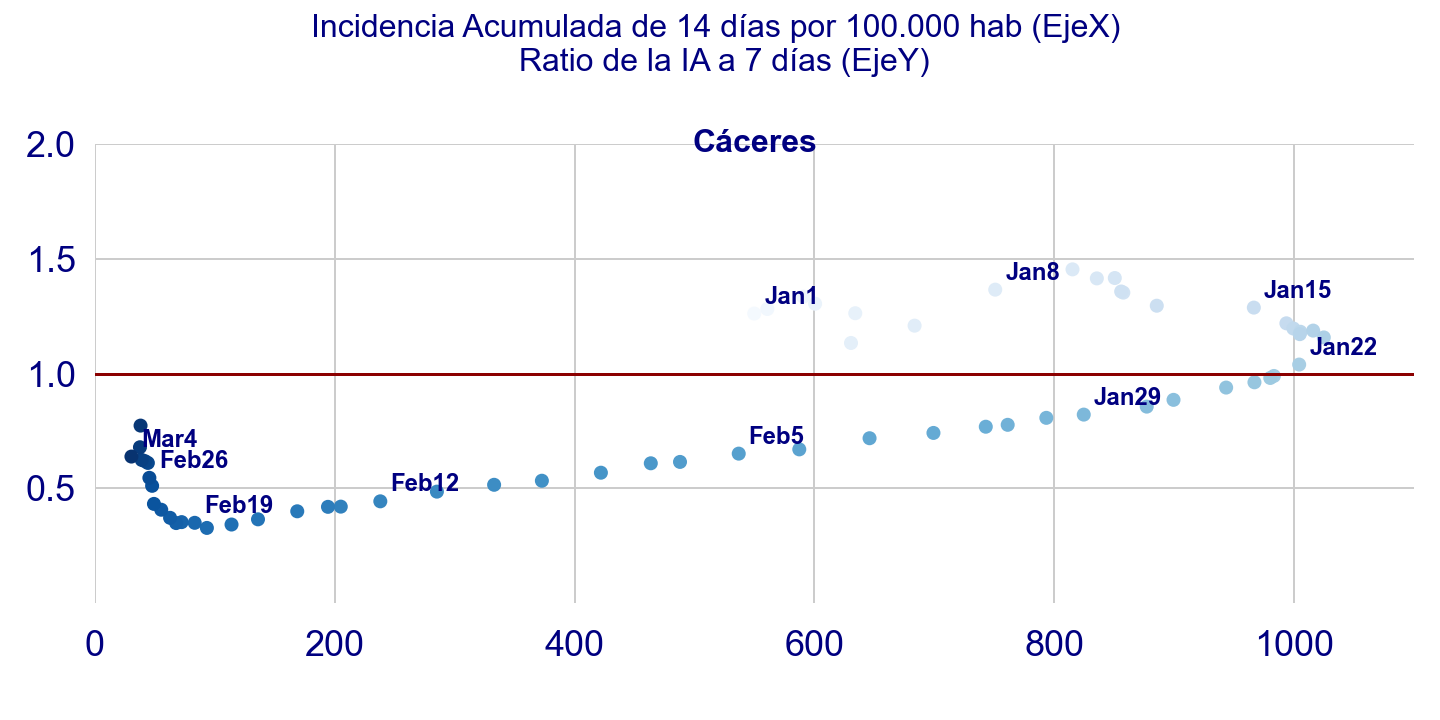 Incidencia Acumulada de 14 días por 100.000 hab (EjeX)
Ratio de la IA a 7 días (EjeY)
Cáceres
2.0
1.5
1.0
0.5
Jan1
Jan8
Jan15
Jan22
Jan29
Feb5
Feb12
Feb19
Feb26
Mar4
0 200 400 600 800 1000